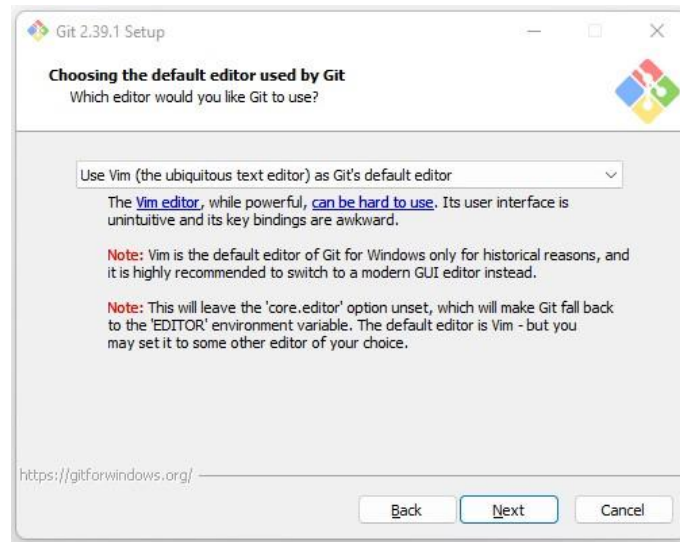 Git 2.39.1 Setup
Choosing the default editor used by Git
Which editor would you like Git to use?
Use Vim (the ubiquitous text editor) as Git's default editor
The Vim editor, while powerful, can be hard to use. Its user interface is
unintuitive and its key bindings are awkward.
Note: Vim is the default editor of Git for Windows only for historical reasons, and
it is highly recommended to switch to a modern GUI editor instead.
Note: This will leave the 'core.editor' option unset, which will make Git fall back
to the 'EDITOR' environment variable. The default editor is Vim - but you
may set it to some other editor of your choice.
https://gitforwindows.org/
Back Next Cancel